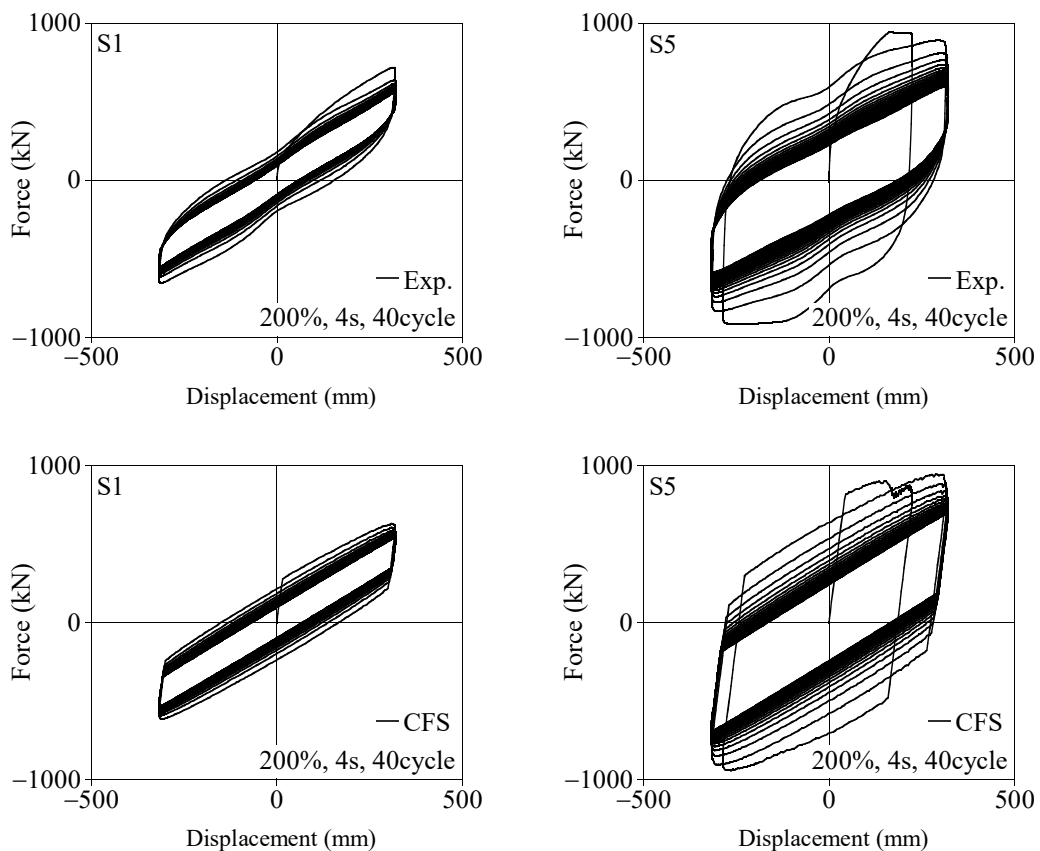 1000
S1
Force (kN)
0
Exp.
200%, 4s, 40cycle
−1000
−500
0
500
Displacement (mm)
1000
S5
Force (kN)
0
Exp.
200%, 4s, 40cycle
−1000
−500
0
500
Displacement (mm)
1000
S1
Force (kN)
0
CFS
200%, 4s, 40cycle
−1000
−500
0
500
Displacement (mm)
1000
S5
Force (kN)
0
CFS
200%, 4s, 40cycle
−1000
−500
0
500
Displacement (mm)